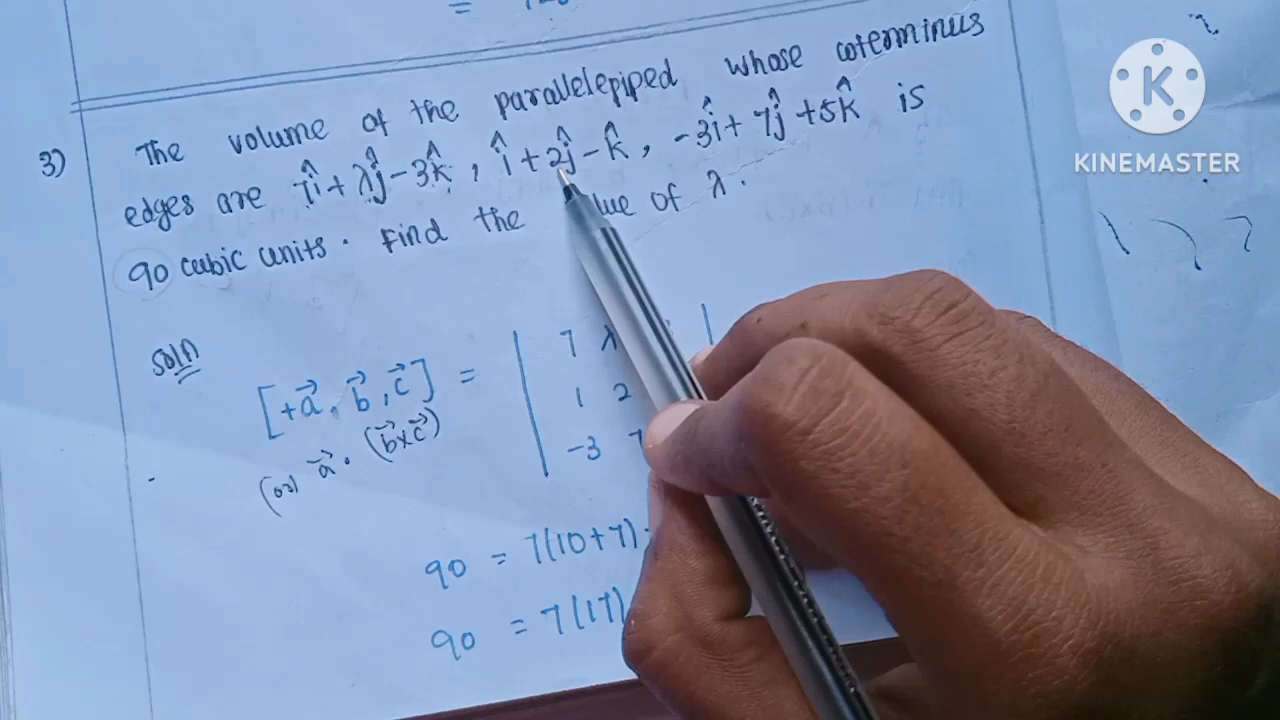 3) The volume of the parallelepiped whose coterminus
edges are 7î + λĵ - 3k̂ , î + 2ĵ - k̂ , -3î + 7ĵ + 5k̂ is
90 cubic units . Find the of λ .
Soln
[+a⃗ , b⃗ , c⃗ ] = | 7 λ |
1 2
-3 7
(or) a⃗ . (b⃗ × c⃗)
90 = 7(10+7)
90 = 7(17)
K
KINEMASTER